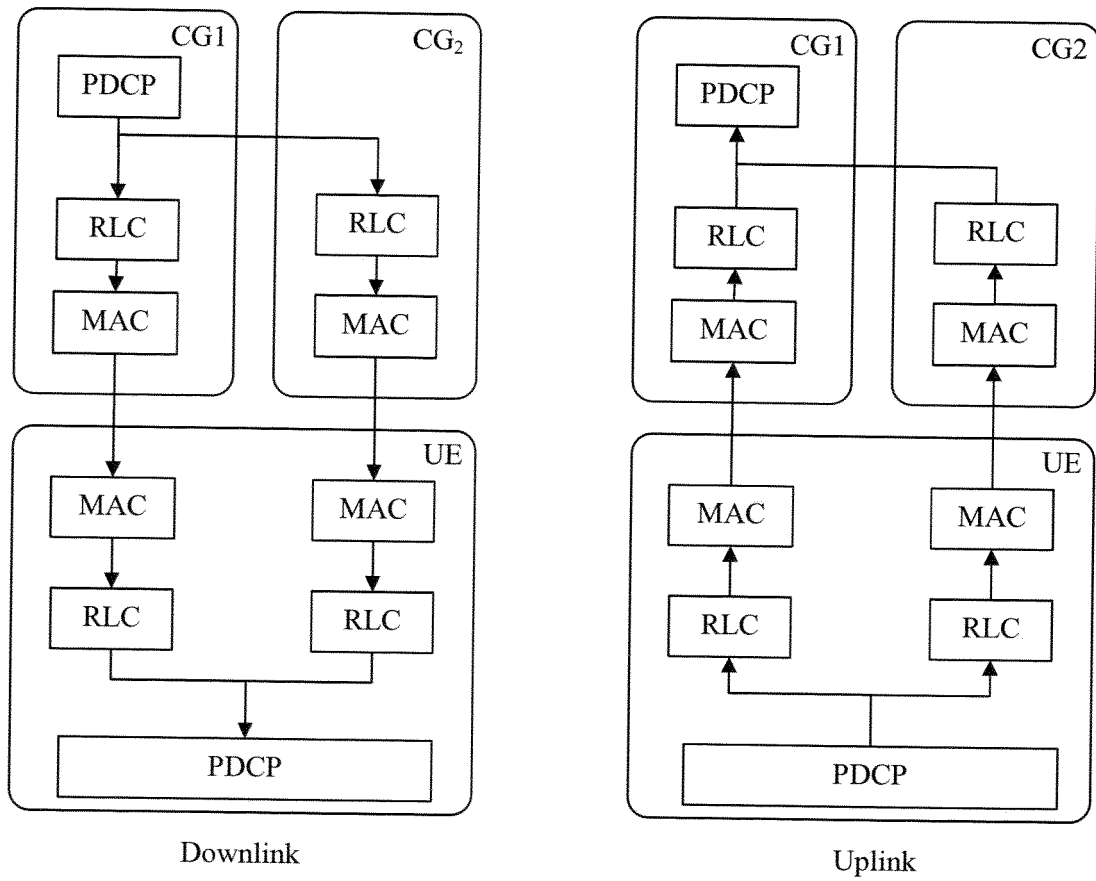 CG1
PDCP
RLC
MAC
CG₂
RLC
MAC
UE
MAC
RLC
MAC
RLC
PDCP
Downlink
CG1
PDCP
RLC
MAC
CG2
RLC
MAC
UE
MAC
RLC
MAC
RLC
PDCP
Uplink